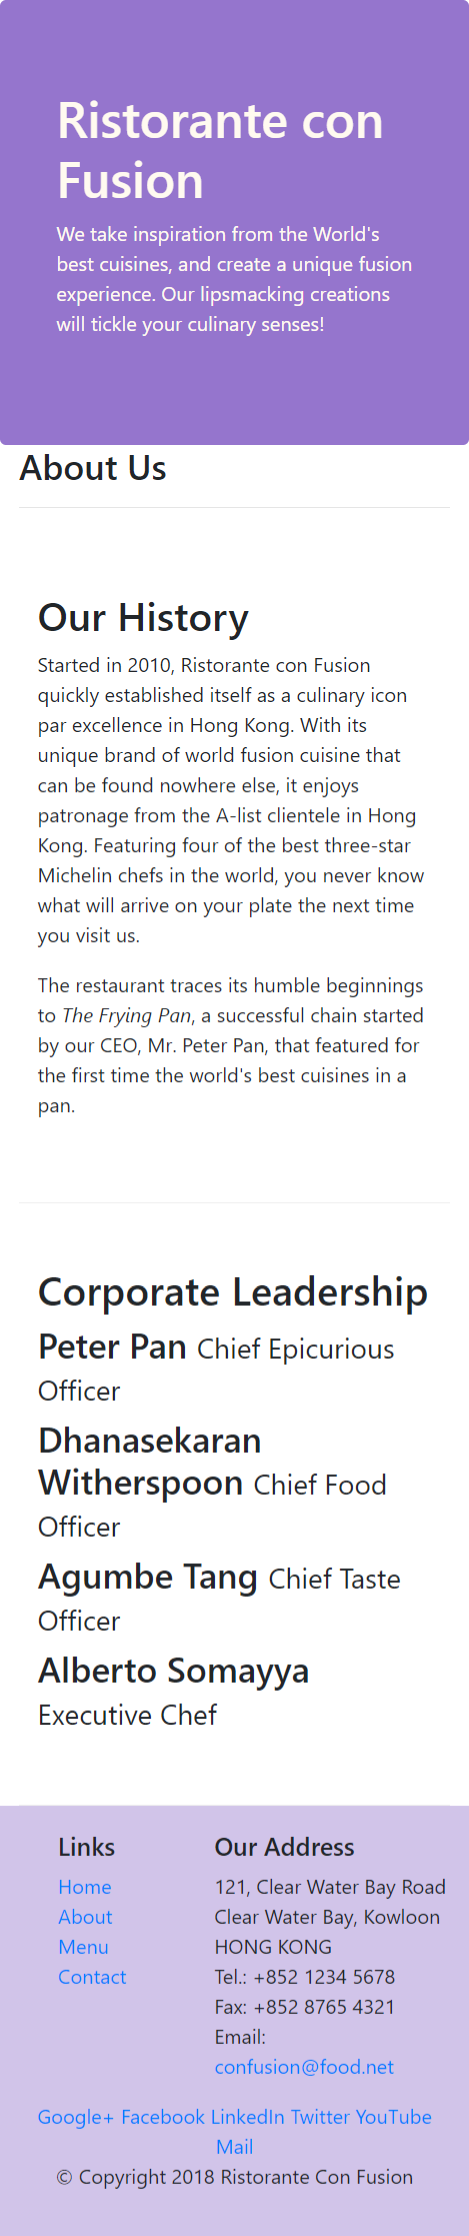 Ristorante con
Fusion
We take inspiration from the World's
best cuisines, and create a unique fusion
experience. Our lipsmacking creations
will tickle your culinary senses!
About Us
Our History
Started in 2010, Ristorante con Fusion
quickly established itself as a culinary icon
par excellence in Hong Kong. With its
unique brand of world fusion cuisine that
can be found nowhere else, it enjoys
patronage from the A-list clientele in Hong
Kong. Featuring four of the best three-star
Michelin chefs in the world, you never know
what will arrive on your plate the next time
you visit us.
The restaurant traces its humble beginnings
to The Frying Pan, a successful chain started
by our CEO, Mr. Peter Pan, that featured for
the first time the world's best cuisines in a
pan.
Corporate Leadership
Peter Pan Chief Epicurious
Officer
Dhanasekaran
Witherspoon Chief Food
Officer
Agumbe Tang Chief Taste
Officer
Alberto Somayya
Executive Chef
Links
Home
About
Menu
Contact
Our Address
121, Clear Water Bay Road
Clear Water Bay, Kowloon
HONG KONG
Tel.: +852 1234 5678
Fax: +852 8765 4321
Email:
confusion@food.net
Google+ Facebook LinkedIn Twitter YouTube
Mail
© Copyright 2018 Ristorante Con Fusion